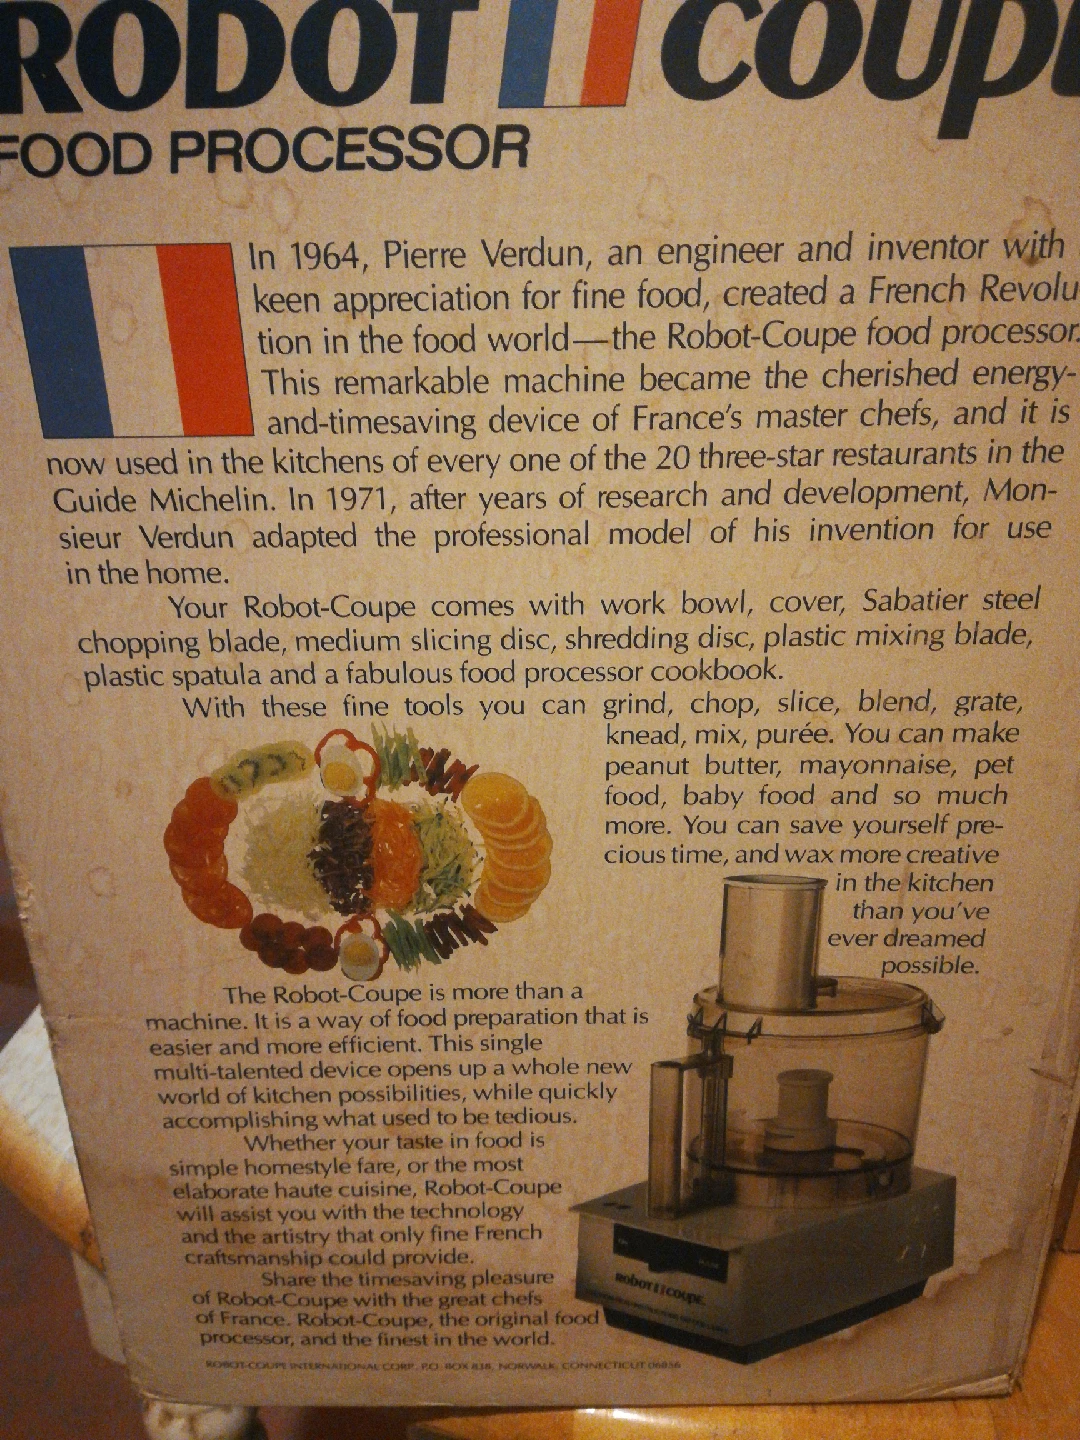 ROBOT COUPE
FOOD PROCESSOR
In 1964, Pierre Verdun, an engineer and inventor with
keen appreciation for fine food, created a French Revolu
tion in the food world—the Robot-Coupe food processor.
This remarkable machine became the cherished energy-
and-timesaving device of France's master chefs, and it is
now used in the kitchens of every one of the 20 three-star restaurants in the
Guide Michelin. In 1971, after years of research and development, Mon-
sieur Verdun adapted the professional model of his invention for use
in the home.
Your Robot-Coupe comes with work bowl, cover, Sabatier steel
chopping blade, medium slicing disc, shredding disc, plastic mixing blade,
plastic spatula and a fabulous food processor cookbook.
With these fine tools you can grind, chop, slice, blend, grate,
knead, mix, purée. You can make
peanut butter, mayonnaise, pet
food, baby food and so much
more. You can save yourself pre-
cious time, and wax more creative
in the kitchen
than you've
ever dreamed
possible.
The Robot-Coupe is more than a
machine. It is a way of food preparation that is
easier and more efficient. This single
multi-talented device opens up a whole new
world of kitchen possibilities, while quickly
accomplishing what used to be tedious.
Whether your taste in food is
simple homestyle fare, or the most
elaborate haute cuisine, Robot-Coupe
will assist you with the technology
and the artistry that only fine French
craftsmanship could provide.
Share the timesaving pleasure
of Robot-Coupe with the great chefs
of France. Robot-Coupe, the original food
processor, and the finest in the world.
robot coupe
ROBOT-COUPE INTERNATIONAL CORP. P.O. BOX 838, NORWALK, CONNECTICUT 06856